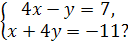 4x − y = 7,
x + 4y = −11?